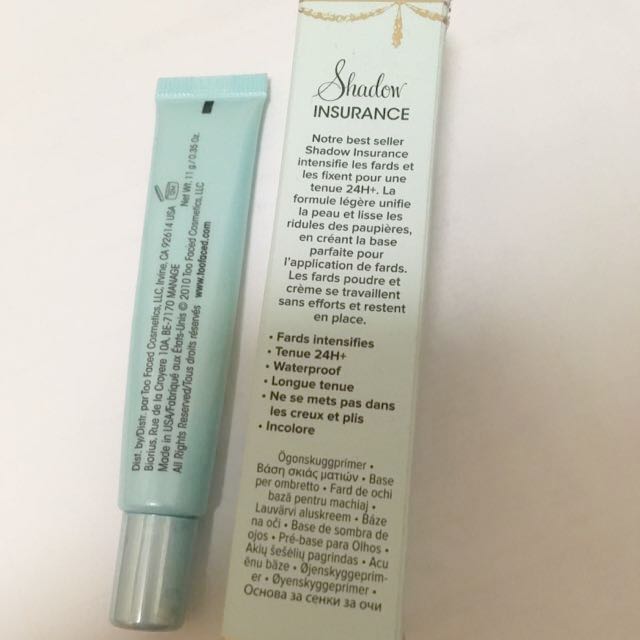 Dist. by/Distr. par Too Faced Cosmetics, LLC, Irvine, CA 92614 USA
Biorius, Rue de la Croyere 10A, BE-7170 MANAGE
Made in USA/Fabriqué aux États-Unis © 2010 Too Faced Cosmetics, LLC
All Rights Reserved/Tous droits réservés www.toofaced.com
Net Wt. 11 g/0.35 Oz.
Shadow
INSURANCE
Notre best seller
Shadow Insurance
intensifie les fards et
les fixent pour une
tenue 24H+. La
formule légère unifie
la peau et lisse les
ridules des paupières,
en créant la base
parfaite pour
l'application de fards.
Les fards poudre et
crème se travaillent
sans efforts et restent
en place.
• Fards intensifies
• Tenue 24H+
• Waterproof
• Longue tenue
• Ne se mets pas dans
les creux et plis
• Incolore
Ögonskuggprimer •
Βάση σκιάς ματιών • Base
per ombretto • Fard de ochi
bază pentru machiaj •
Lauvärvi aluskreem • Báze
na oči • Base de sombra de
ojos • Pré-base para Olhos •
Akių šešėlių pagrindas • Acu
ēnu bāze • Øjenskyggeprim-
er • Øyenskyggeprimer •
Основа за сенки за очи